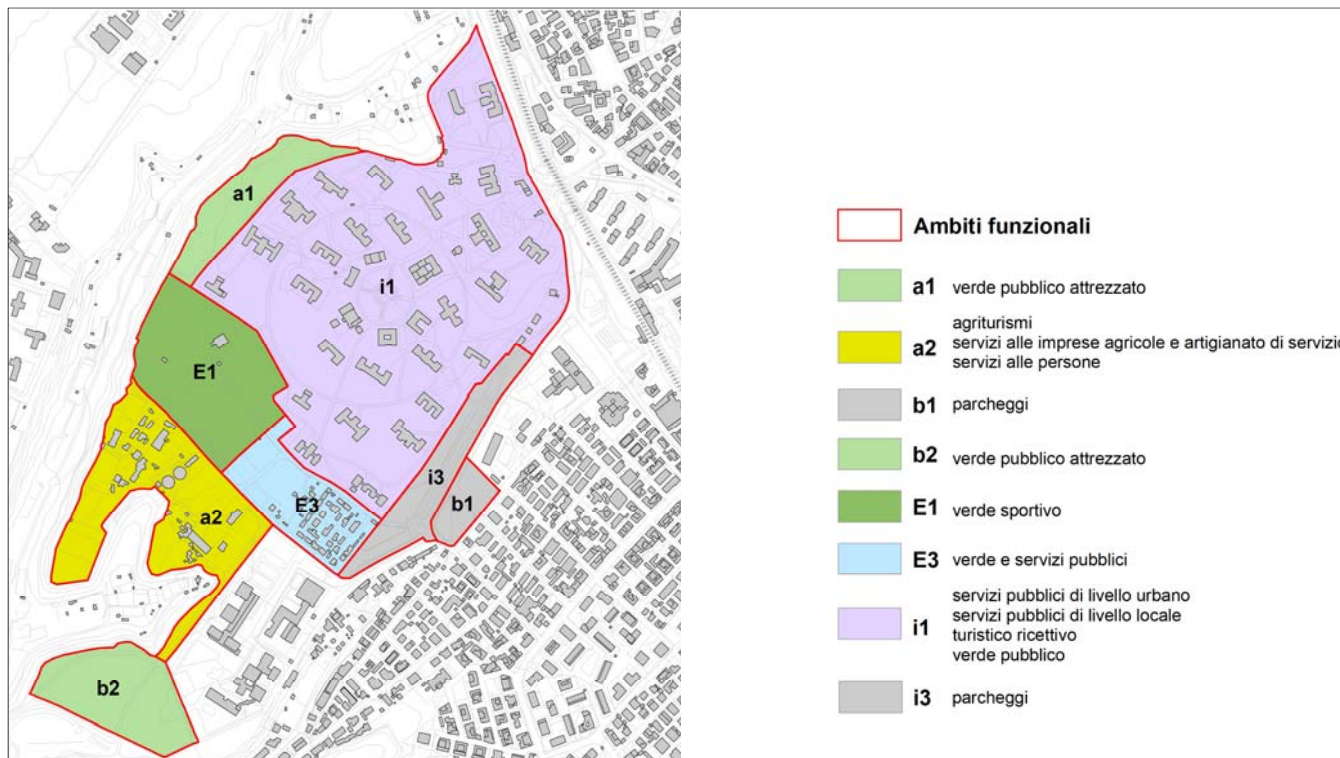 a1
i1
E1
a2
E3
i3
b1
b2
Ambiti funzionali
a1 verde pubblico attrezzato
agriturismi
a2 servizi alle imprese agricole e artigianato di servizio
servizi alle persone
b1 parcheggi
b2 verde pubblico attrezzato
E1 verde sportivo
E3 verde e servizi pubblici
servizi pubblici di livello urbano
i1 servizi pubblici di livello locale
turistico ricettivo
verde pubblico
i3 parcheggi